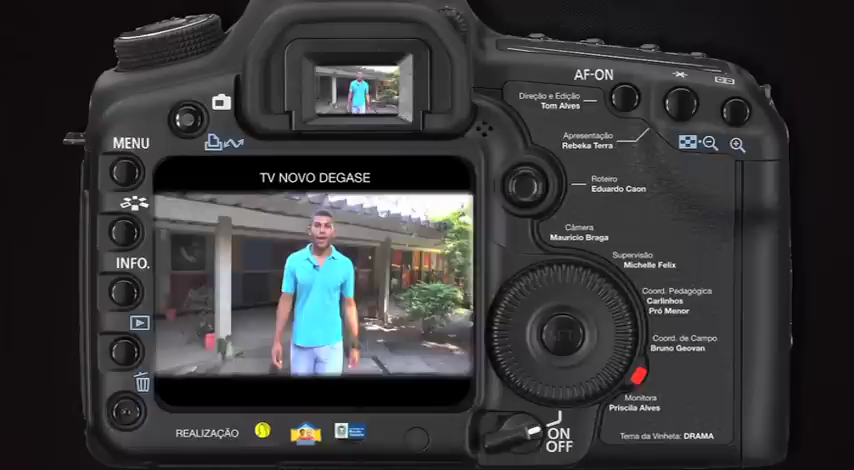 AF-ON
Direção e Edição
Tom Alves
MENU
Apresentação
Rebeka Terra
TV NOVO DEGASE
Roteiro
Eduardo Caon
Câmera
Mauricio Braga
INFO.
Supervisão
Michelle Felix
Coord. Pedagógica
Carlinhos
Pró Menor
Coord. de Campo
Bruno Geovan
Monitora
Priscila Alves
REALIZAÇÃO
ON
OFF
Tema da Vinheta: DRAMA